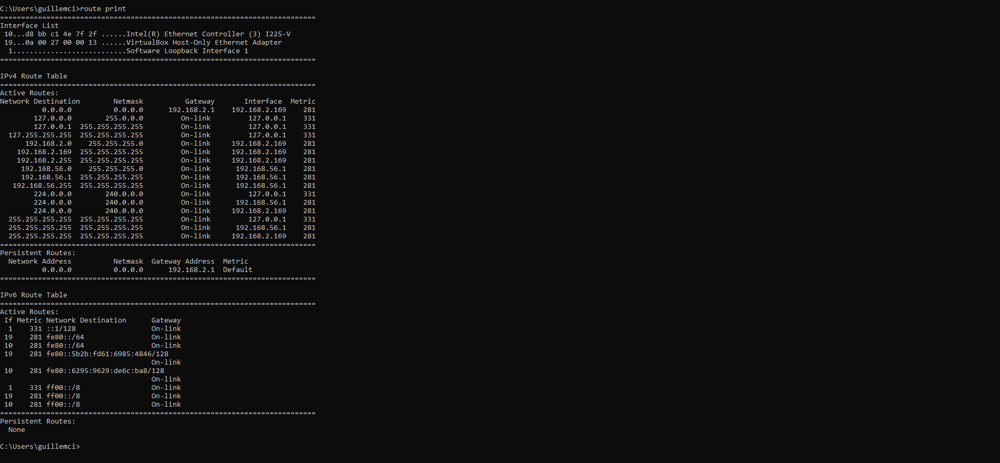 C:\Users\guillemci>route print
===========================================================================
Interface List
 10...d8 bb c1 4e 7f 2f ......Intel(R) Ethernet Controller (3) I225-V
 19...0a 00 27 00 00 13 ......VirtualBox Host-Only Ethernet Adapter
  1...........................Software Loopback Interface 1
===========================================================================

IPv4 Route Table
===========================================================================
Active Routes:
Network Destination        Netmask          Gateway       Interface  Metric
          0.0.0.0          0.0.0.0      192.168.2.1    192.168.2.169    281
        127.0.0.0        255.0.0.0         On-link         127.0.0.1    331
        127.0.0.1  255.255.255.255         On-link         127.0.0.1    331
  127.255.255.255  255.255.255.255         On-link         127.0.0.1    331
      192.168.2.0    255.255.255.0         On-link     192.168.2.169    281
    192.168.2.169  255.255.255.255         On-link     192.168.2.169    281
    192.168.2.255  255.255.255.255         On-link     192.168.2.169    281
     192.168.56.0    255.255.255.0         On-link      192.168.56.1    281
     192.168.56.1  255.255.255.255         On-link      192.168.56.1    281
   192.168.56.255  255.255.255.255         On-link      192.168.56.1    281
        224.0.0.0        240.0.0.0         On-link         127.0.0.1    331
        224.0.0.0        240.0.0.0         On-link      192.168.56.1    281
        224.0.0.0        240.0.0.0         On-link     192.168.2.169    281
  255.255.255.255  255.255.255.255         On-link         127.0.0.1    331
  255.255.255.255  255.255.255.255         On-link      192.168.56.1    281
  255.255.255.255  255.255.255.255         On-link     192.168.2.169    281
===========================================================================
Persistent Routes:
  Network Address          Netmask  Gateway Address  Metric
          0.0.0.0          0.0.0.0      192.168.2.1  Default
===========================================================================

IPv6 Route Table
===========================================================================
Active Routes:
 If Metric Network Destination      Gateway
  1    331 ::1/128                  On-link
 19    281 fe80::/64                On-link
 10    281 fe80::/64                On-link
 19    281 fe80::5b2b:fd61:6985:4846/128
                                    On-link
 10    281 fe80::6295:9629:de6c:ba8/128
                                    On-link
  1    331 ff00::/8                 On-link
 19    281 ff00::/8                 On-link
 10    281 ff00::/8                 On-link
===========================================================================
Persistent Routes:
  None

C:\Users\guillemci>